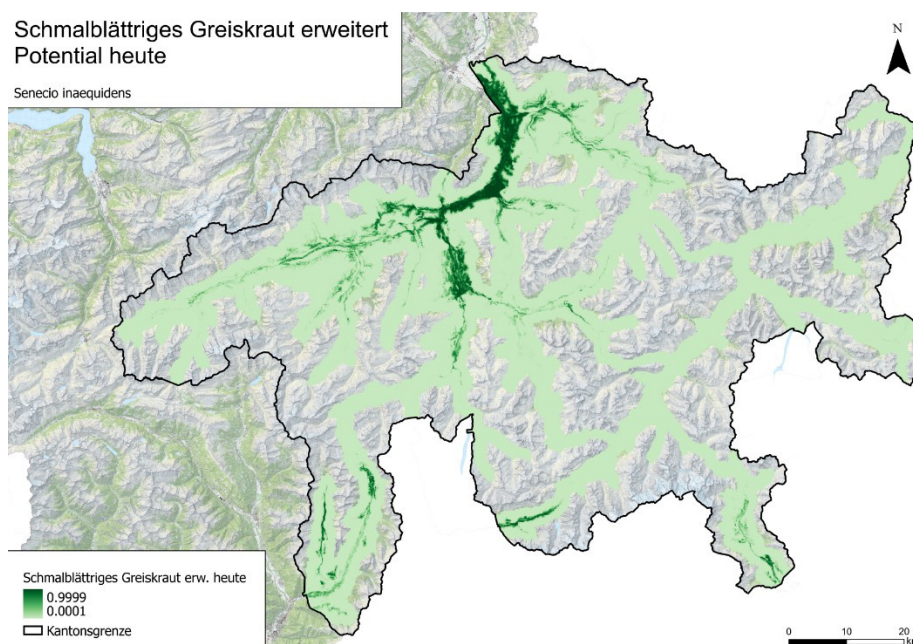 Schmalblättriges Greiskraut erweitert
Potential heute
Senecio inaequidens
N
Schmalblättriges Greiskraut erw. heute
0.9999
0.0001
Kantonsgrenze
0 10 20